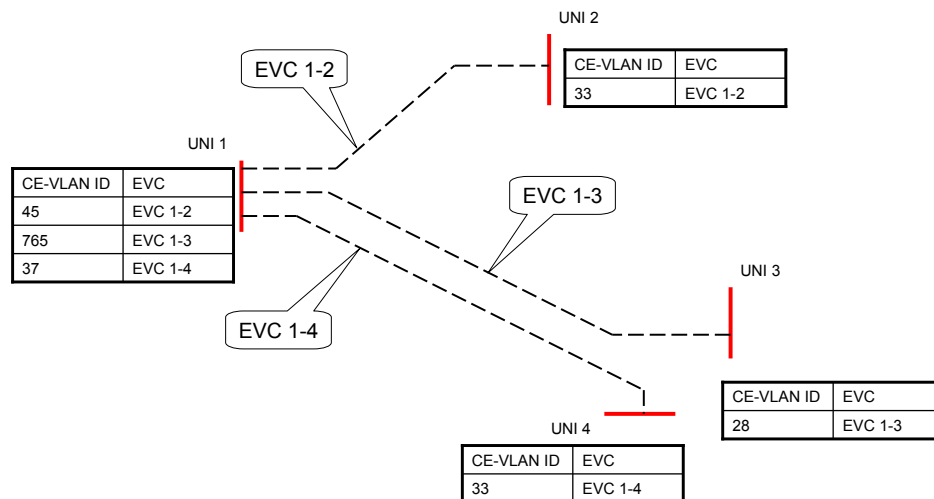 UNI 2
EVC 1-2
CE-VLAN ID EVC
33 EVC 1-2
UNI 1
CE-VLAN ID EVC
45 EVC 1-2
765 EVC 1-3
37 EVC 1-4
EVC 1-3
UNI 3
EVC 1-4
CE-VLAN ID EVC
28 EVC 1-3
UNI 4
CE-VLAN ID EVC
33 EVC 1-4